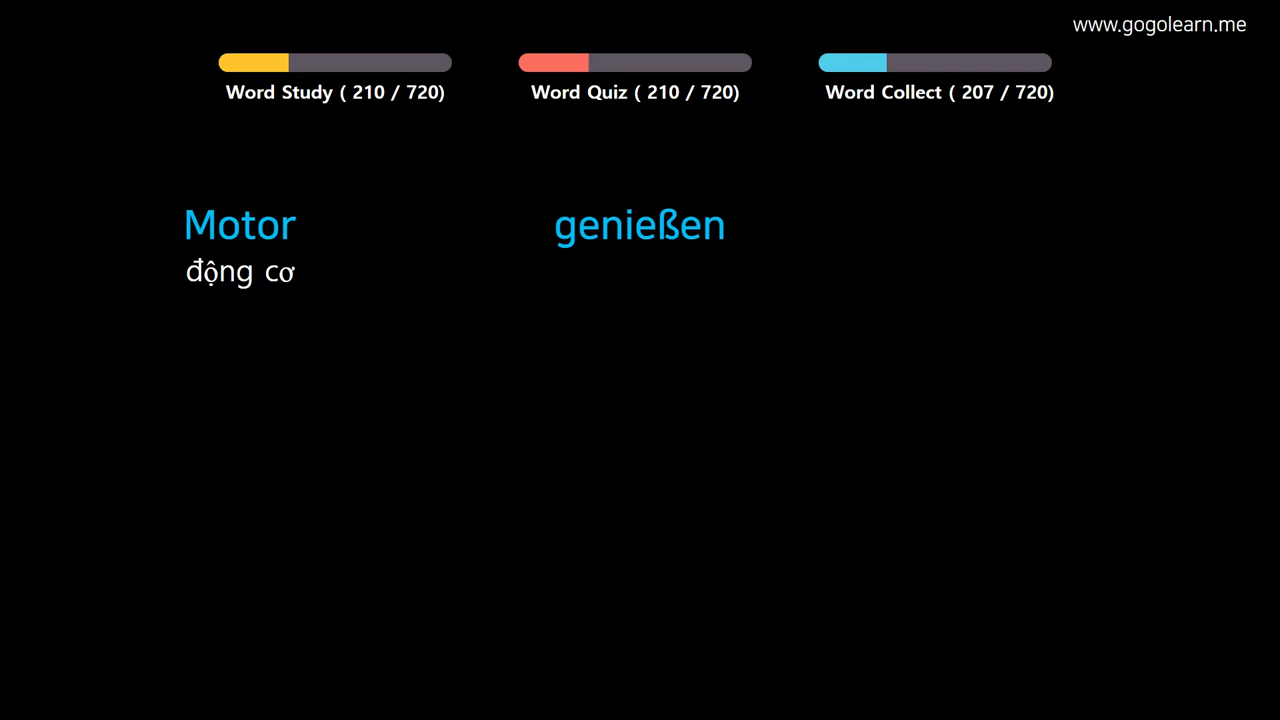 www.gogolearn.me
Word Study ( 210 / 720)
Word Quiz ( 210 / 720)
Word Collect ( 207 / 720)
Motor
động cơ
genießen